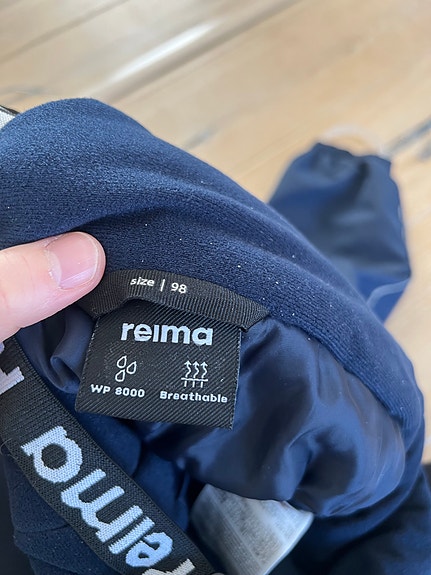 size | 98
reima
WP 8000 Breathable
reima